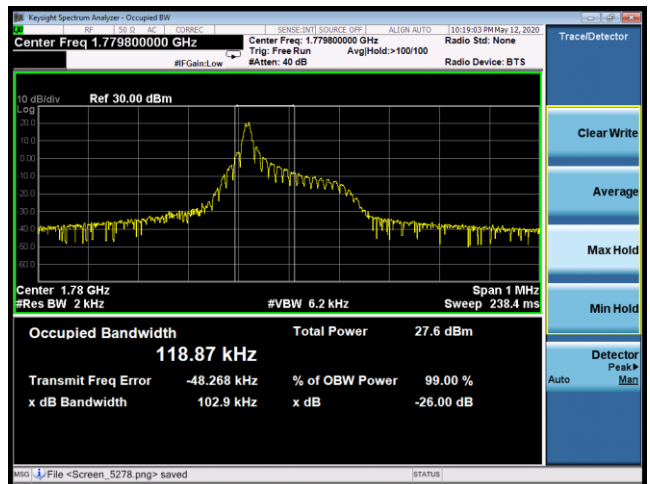 Keysight Spectrum Analyzer - Occupied BW
RF 50 Ω AC CORREC SENSE:INT SOURCE OFF ALIGN AUTO 10:19:03 PM May 12, 2020
Center Freq 1.779800000 GHz
Center Freq: 1.779800000 GHz
Radio Std: None
Trig: Free Run Avg|Hold:>100/100
#IFGain:Low #Atten: 40 dB Radio Device: BTS
10 dB/div Ref 30.00 dBm
Log
20.0
10.0
0.00
-10.0
-20.0
-30.0
-40.0
-50.0
-60.0
Center 1.78 GHz Span 1 MHz
#Res BW 2 kHz #VBW 6.2 kHz Sweep 238.4 ms
Occupied Bandwidth Total Power 27.6 dBm
118.87 kHz
Transmit Freq Error -48.268 kHz % of OBW Power 99.00 %
x dB Bandwidth 102.9 kHz x dB -26.00 dB
Trace/Detector
Clear Write
Average
Max Hold
Min Hold
Detector
Peak▶
Auto Man
MSG File <Screen_5278.png> saved STATUS